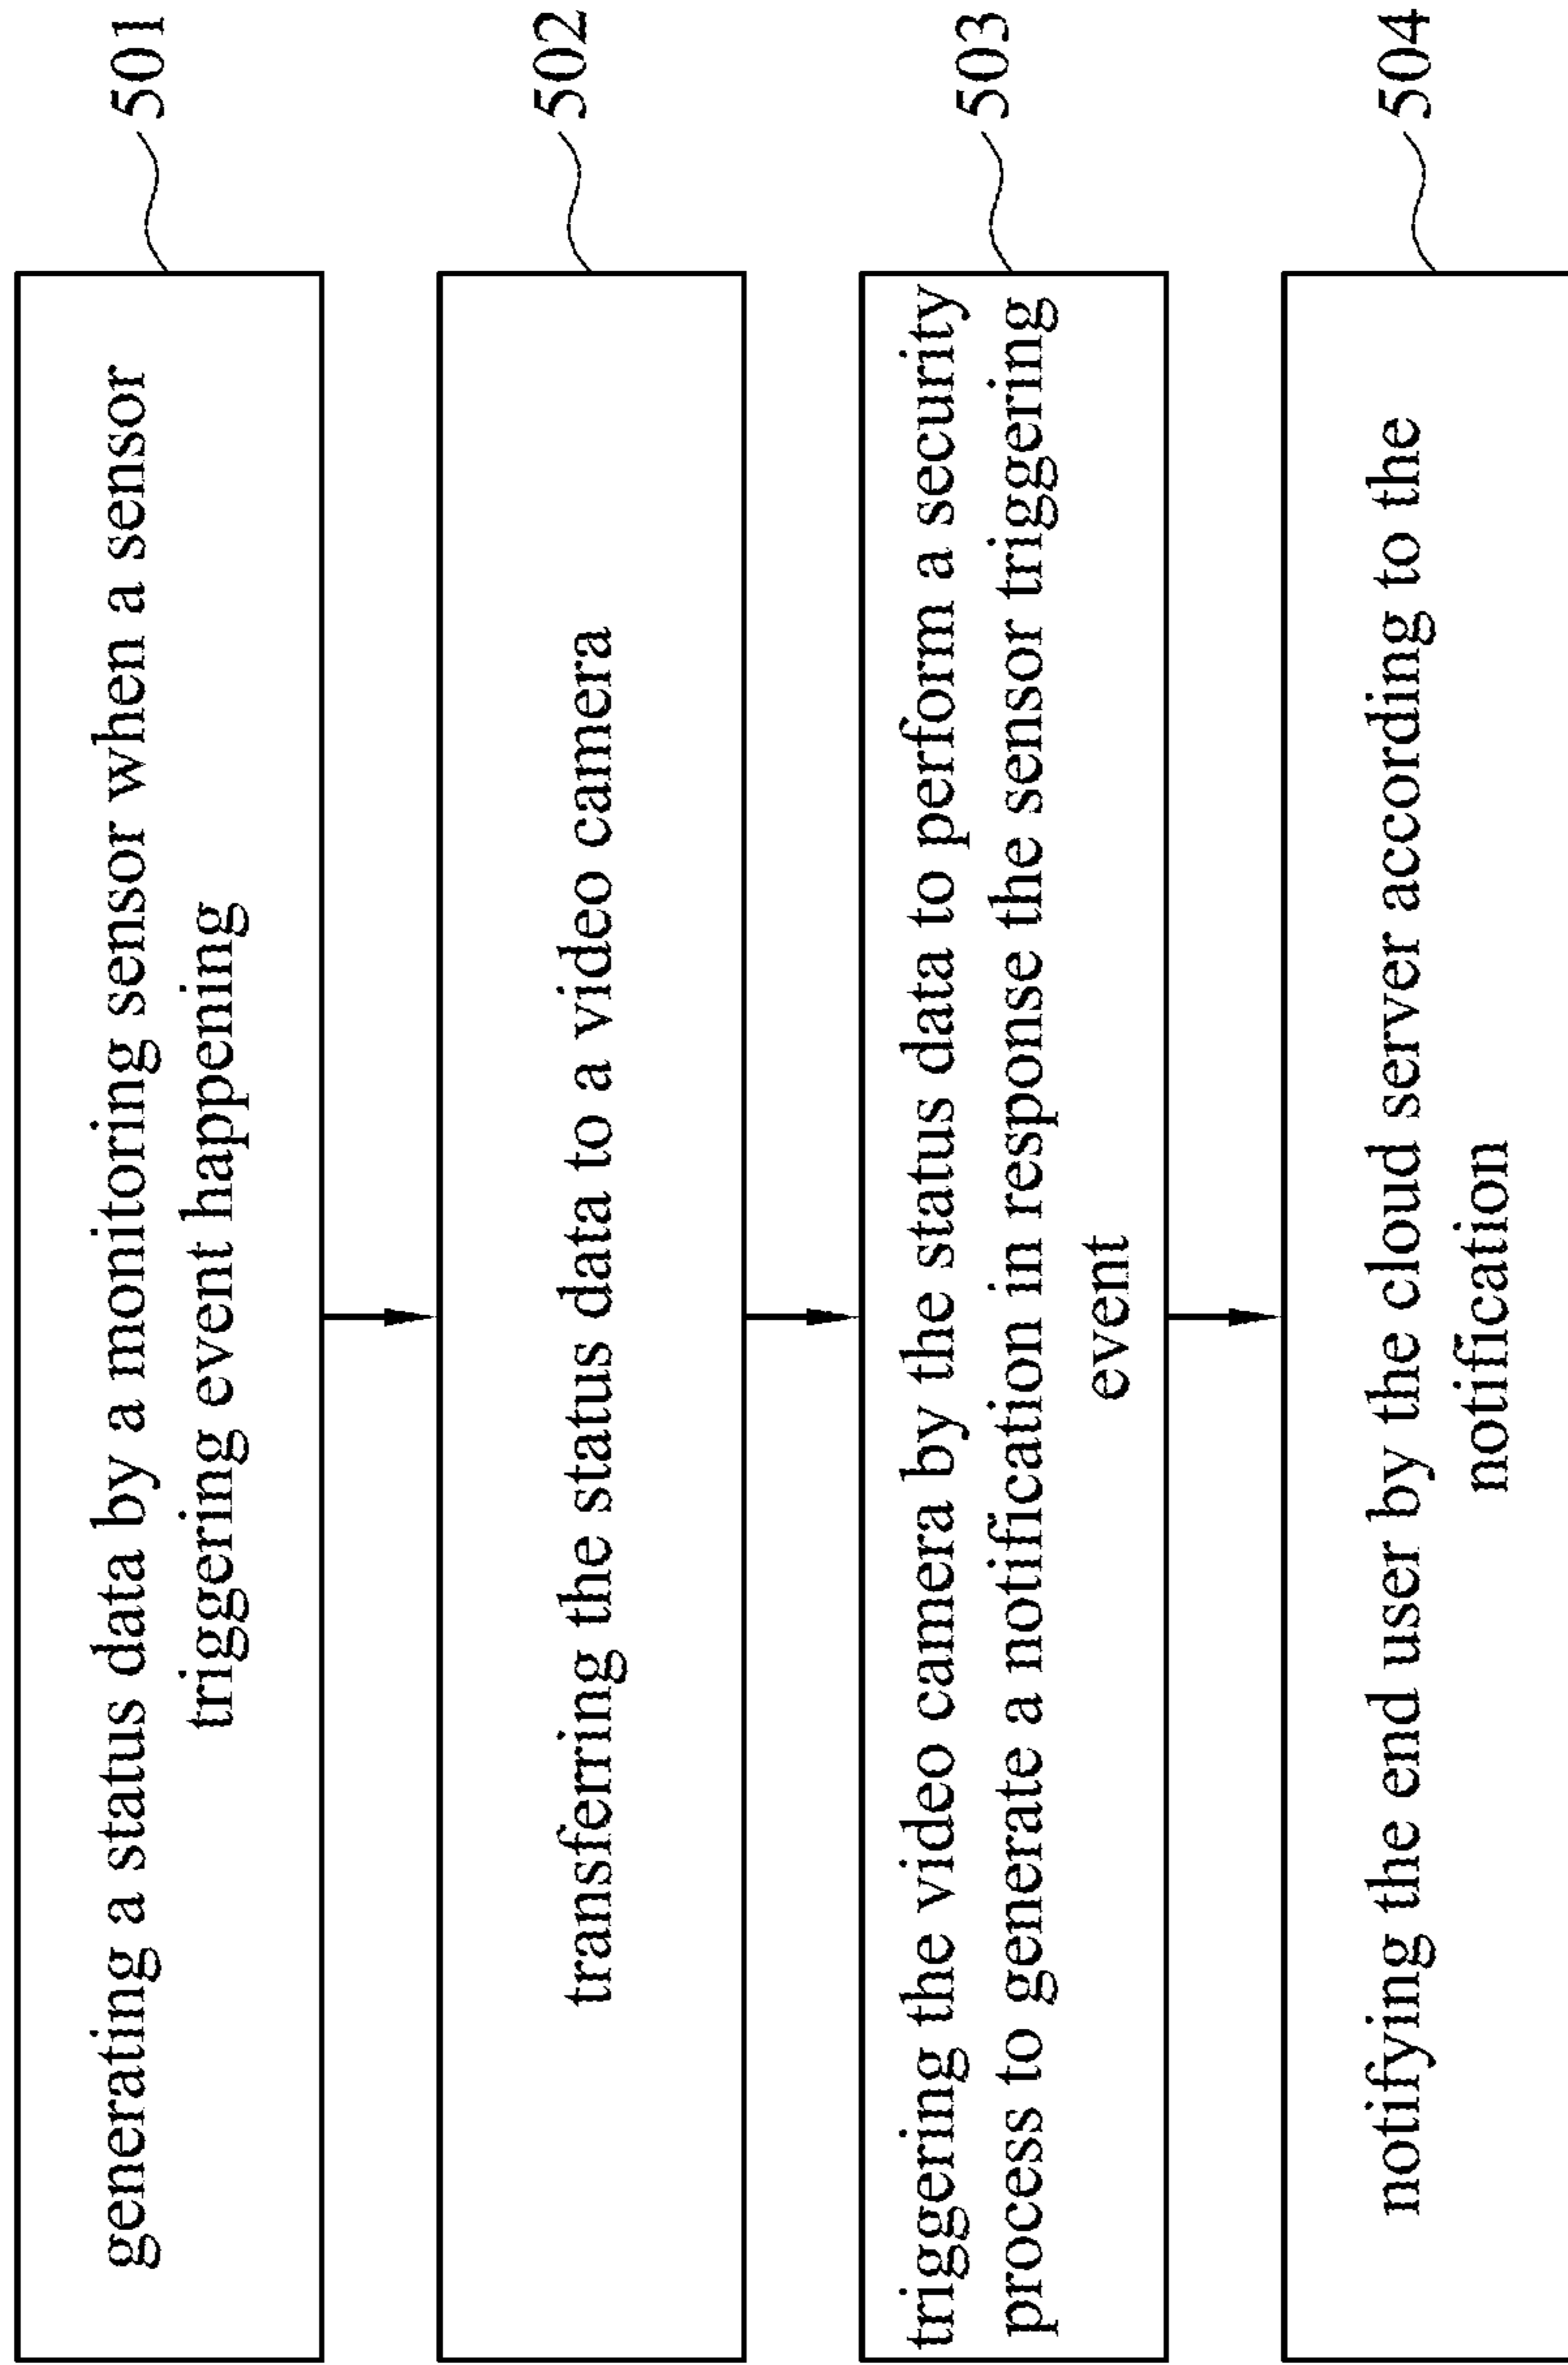 generating a status data by a monitoring sensor when a sensor
triggering event happening
501
transferring the status data to a video camera
502
triggering the video camera by the status data to perform a security
process to generate a notification in response the sensor triggering
event
503
notifying the end user by the cloud server according to the
notification
504